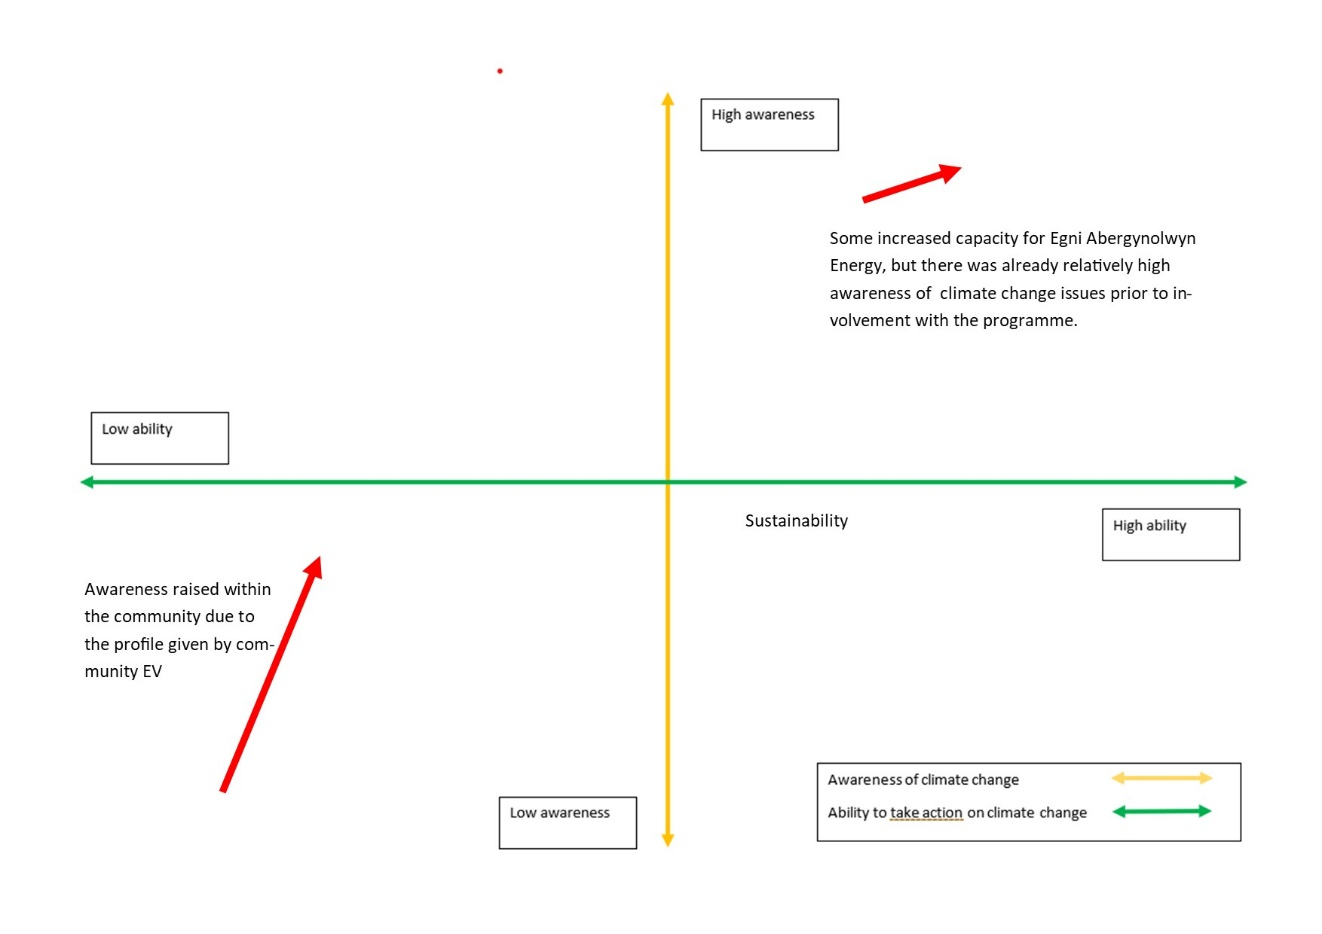 High awareness
Some increased capacity for Egni Abergynolwyn
Energy, but there was already relatively high
awareness of  climate change issues prior to in-
volvement with the programme.
Low ability
Sustainability
High ability
Awareness raised within
the community due to
the profile given by com-
munity EV
Low awareness
Awareness of climate change
Ability to take action on climate change